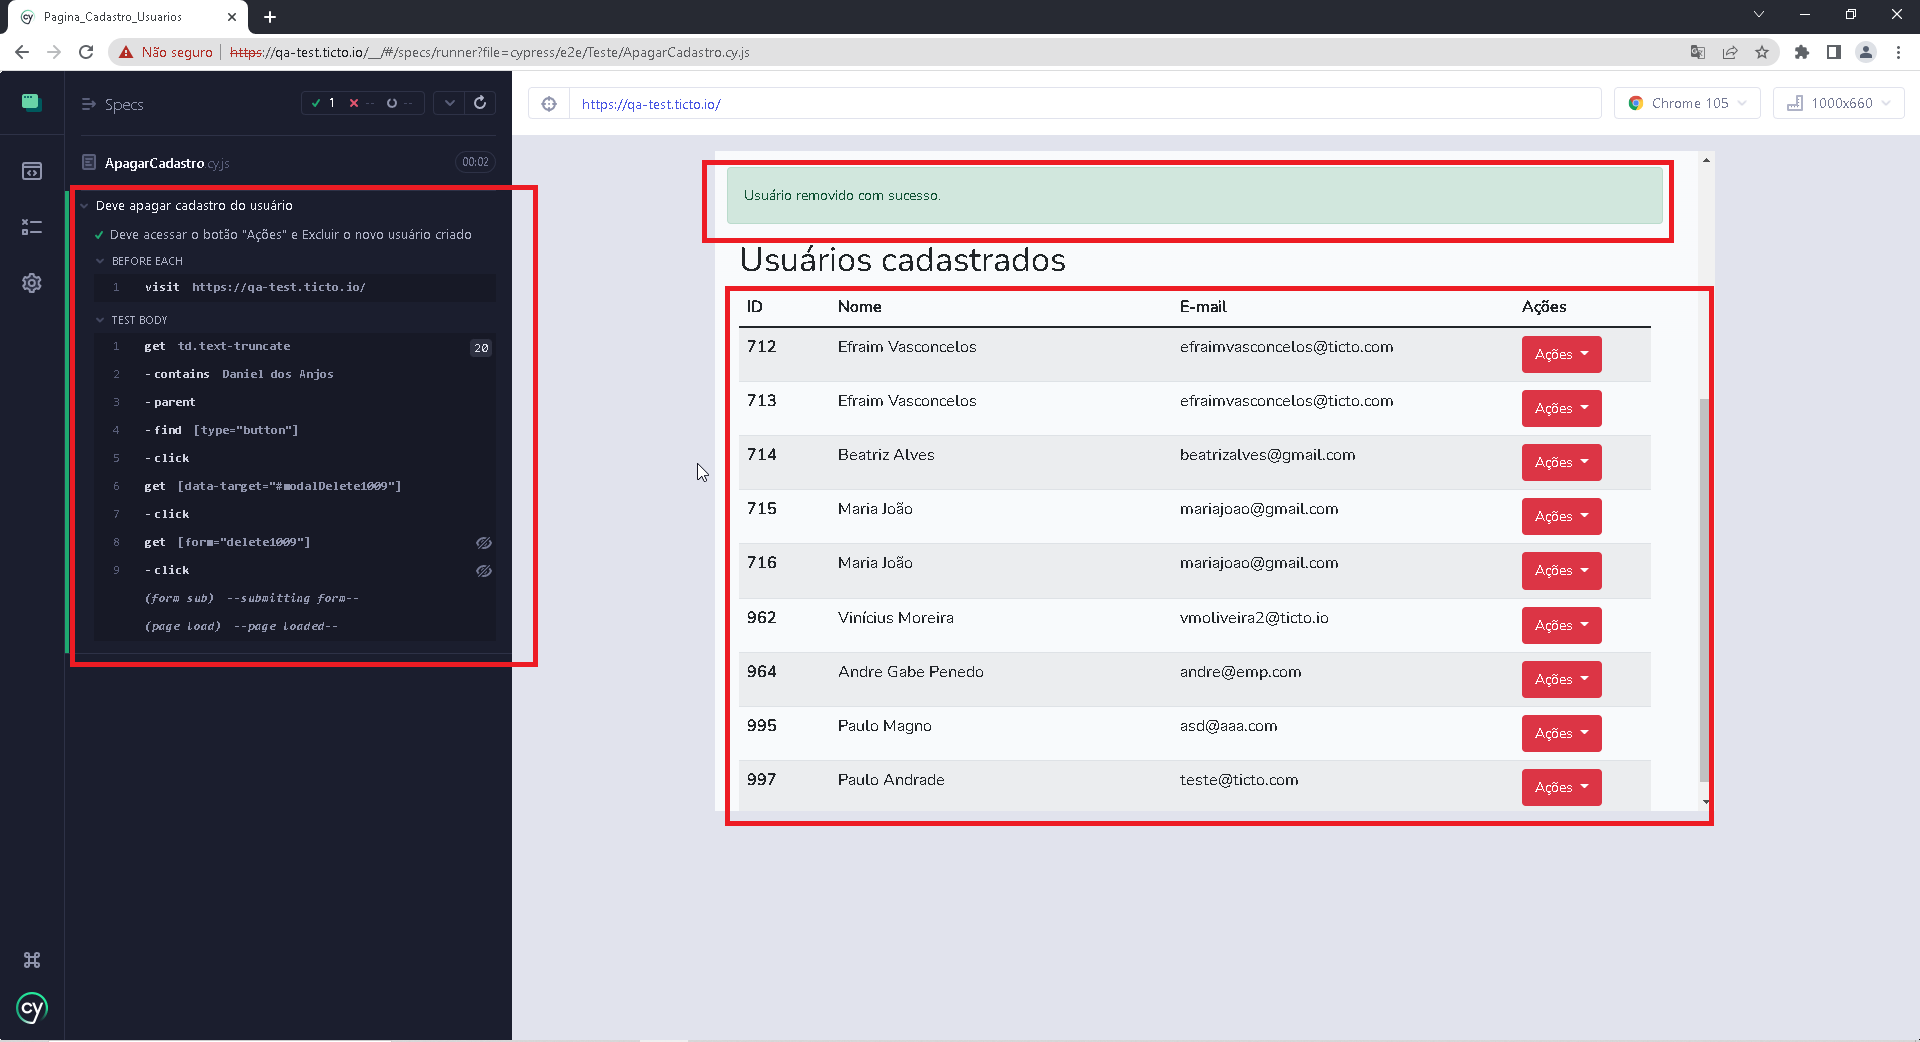 Pagina_Cadastro_Usuarios
Não seguro
https://qa-test.ticto.io/__/#/specs/runner?file=cypress/e2e/Teste/ApagarCadastro.cy.js
Specs
1 -- --
ApagarCadastro cy.js
00:02
Deve apagar cadastro do usuário
Deve acessar o botão "Ações" e Excluir o novo usuário criado
BEFORE EACH
1 visit https://qa-test.ticto.io/
TEST BODY
1 get td.text-truncate 20
2 -contains Daniel dos Anjos
3 -parent
4 -find [type="button"]
5 -click
6 get [data-target="#modalDelete1009"]
7 -click
8 get [form="delete1009"]
9 -click
(form sub) --submitting form--
(page load) --page loaded--
cy
https://qa-test.ticto.io/
Chrome 105
1000x660
Usuário removido com sucesso.
Usuários cadastrados
ID Nome E-mail Ações
712 Efraim Vasconcelos efraimvasconcelos@ticto.com Ações
713 Efraim Vasconcelos efraimvasconcelos@ticto.com Ações
714 Beatriz Alves beatrizalves@gmail.com Ações
715 Maria João mariajoao@gmail.com Ações
716 Maria João mariajoao@gmail.com Ações
962 Vinícius Moreira vmoliveira2@ticto.io Ações
964 Andre Gabe Penedo andre@emp.com Ações
995 Paulo Magno asd@aaa.com Ações
997 Paulo Andrade teste@ticto.com Ações